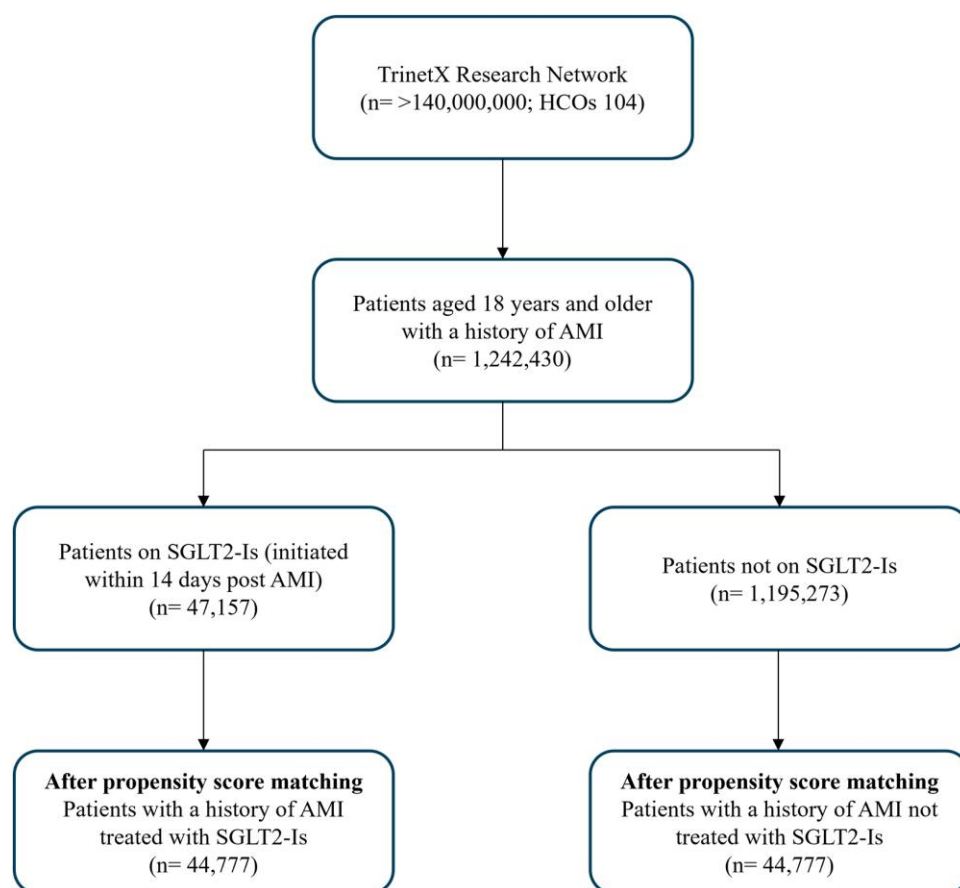 TrinetX Research Network
(n= >140,000,000; HCOs 104)
Patients aged 18 years and older
with a history of AMI
(n= 1,242,430)
Patients on SGLT2-Is (initiated
within 14 days post AMI)
(n= 47,157)
Patients not on SGLT2-Is
(n= 1,195,273)
After propensity score matching
Patients with a history of AMI
treated with SGLT2-Is
(n= 44,777)
After propensity score matching
Patients with a history of AMI not
treated with SGLT2-Is
(n= 44,777)